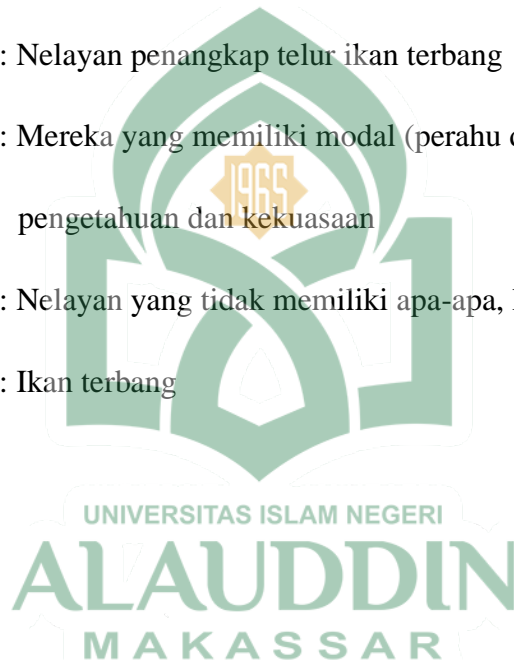 : Nelayan penangkap telur ikan terbang
: Mereka yang memiliki modal (perahu
pengetahuan dan kekuasaan
: Nelayan yang tidak memiliki apa-apa,
: Ikan terbang
1965
UNIVERSITAS ISLAM NEGERI
ALAUDDIN
MAKASSAR